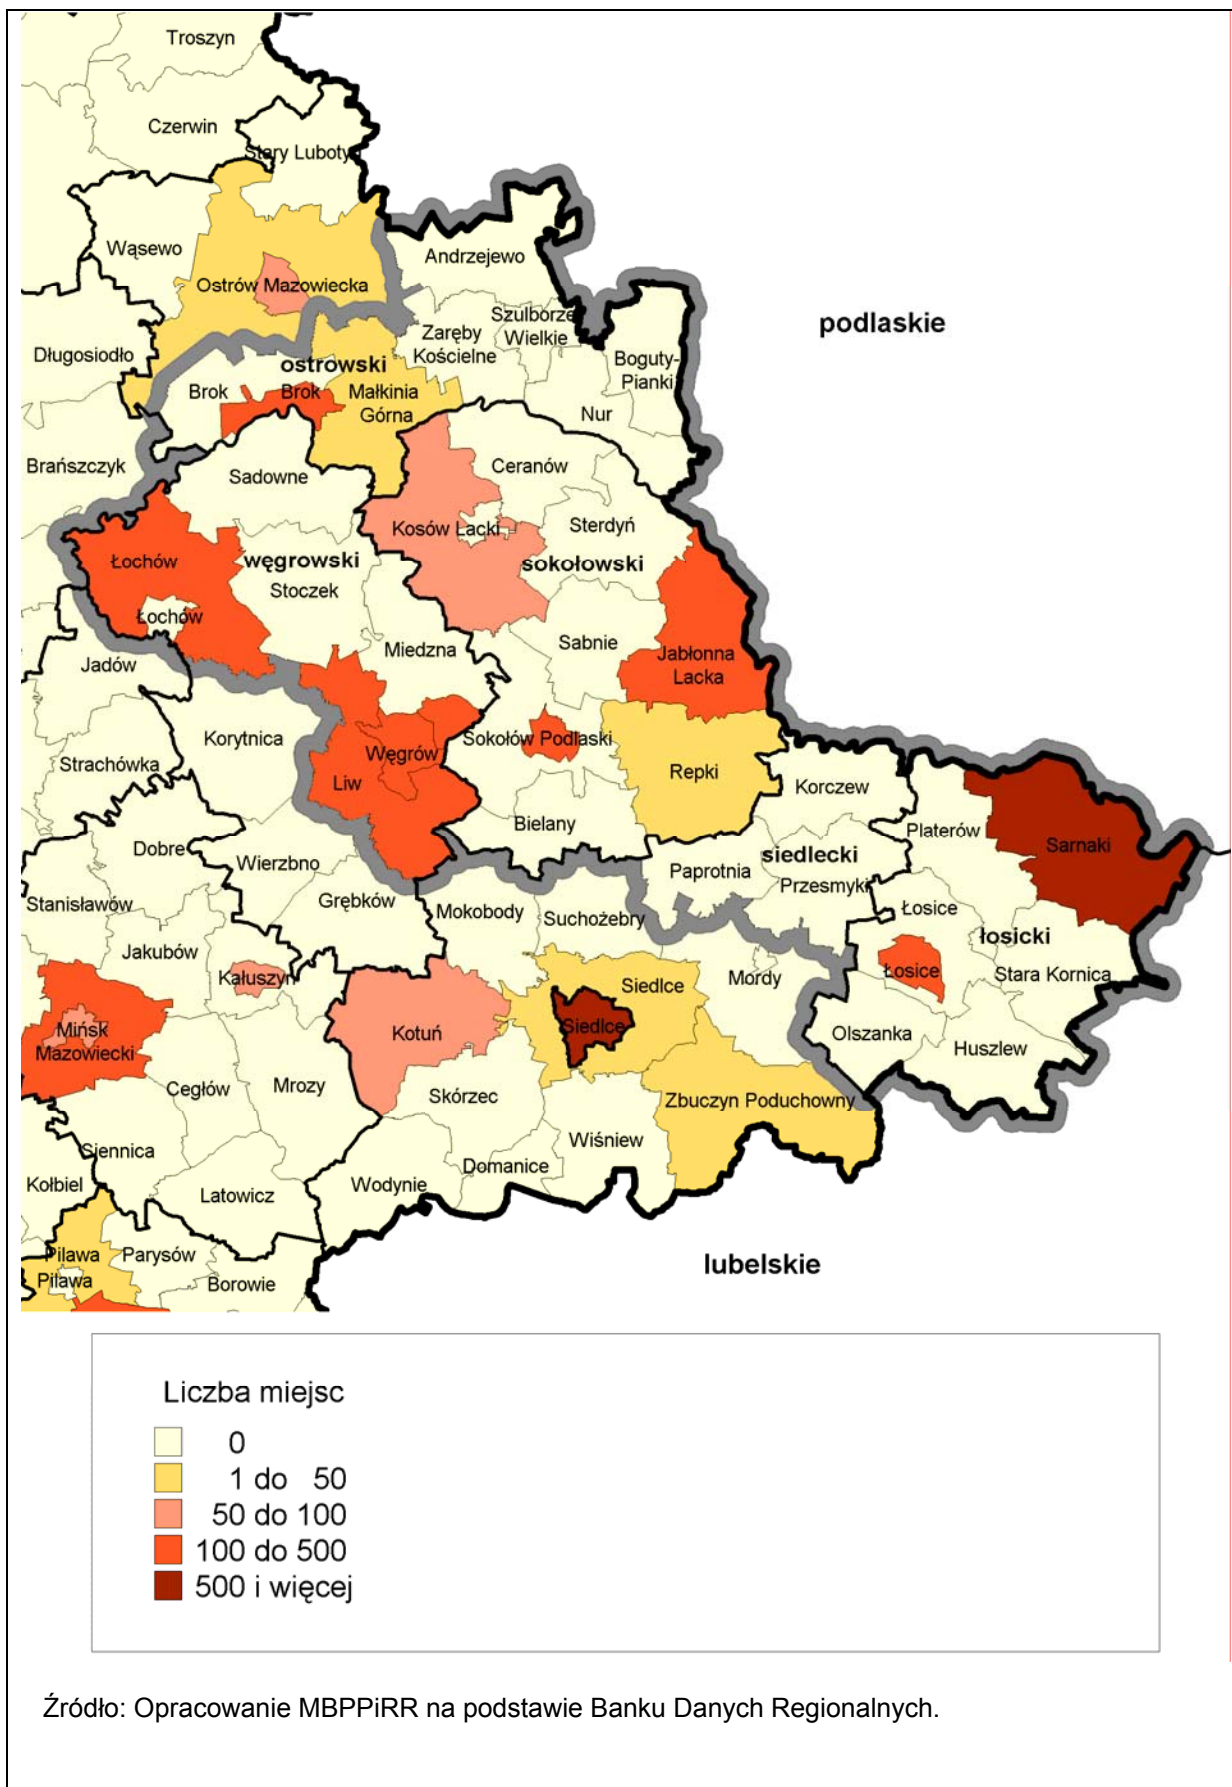 Troszyn
Czerwin
Stary Lubotyń
Wąsewo
Andrzejewo
Ostrów Mazowiecka
podlaskie
Szulborze
Wielkie
Zaręby
Kościelne
Długosiodło
Boguty-
Pianki
ostrowski
Brok
Brok
Małkinia
Górna
Nur
Brańszczyk
Sadowne
Ceranów
Kosów Lacki
Sterdyń
Łochów
węgrowski
sokołowski
Stoczek
Łochów
Sabnie
Miedzna
Jadów
Jabłonna
Lacka
Korytnica
Sokołów Podlaski
Węgrów
Strachówka
Repki
Liw
Korczew
Bielany
Platerów
Dobre
Sarnaki
Wierzbno
siedlecki
Paprotnia
Przesmyki
Stanisławów
Grębków
Mokobody
Suchożebry
Łosice
łosicki
Jakubów
Kałuszyn
Łosice
Stara Kornica
Mordy
Siedlce
Mińsk
Mazowiecki
Kotuń
Siedlce
Olszanka
Huszlew
Cegłów
Mrozy
Skórzec
Zbuczyn Poduchowny
Wiśniew
Siennica
Domanice
Kołbiel
Latowicz
Wodynie
Pilawa
Parysów
Pilawa
Borowie
lubelskie
Liczba miejsc
0
1 do 50
50 do 100
100 do 500
500 i więcej
Źródło: Opracowanie MBPPiRR na podstawie Banku Danych Regionalnych.